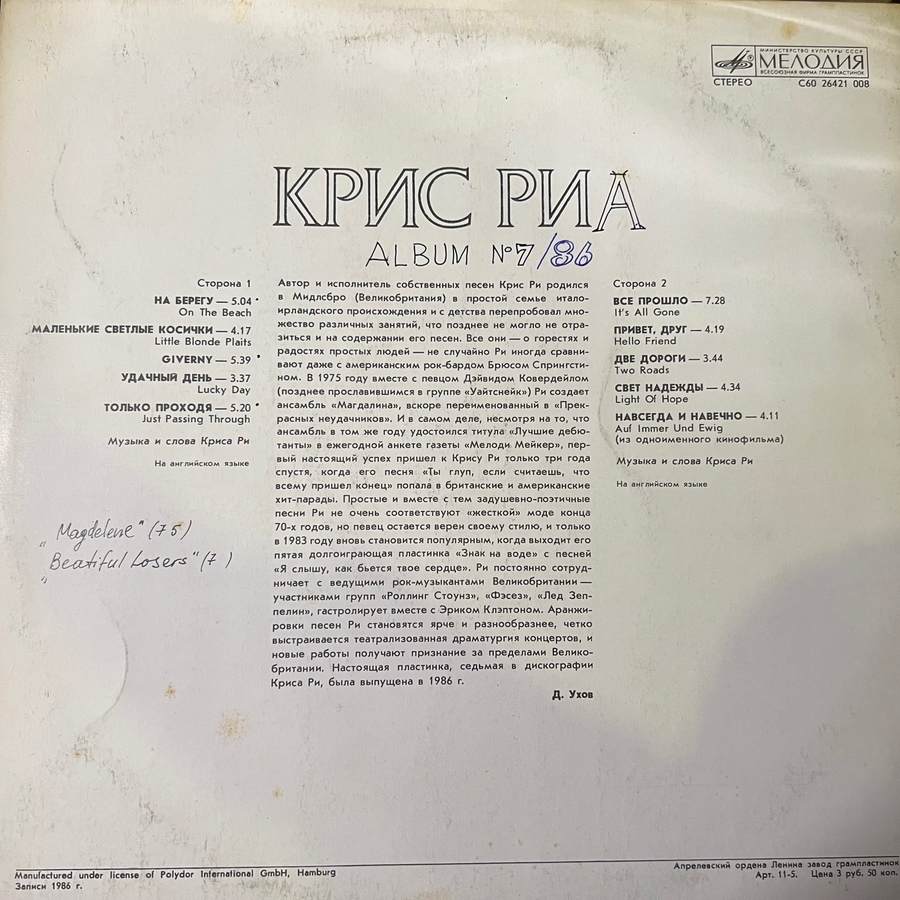 МИНИСТЕРСТВО КУЛЬТУРЫ СССР
МЕЛОДИЯ
ВСЕСОЮЗНАЯ ФИРМА ГРАМПЛАСТИНОК
СТЕРЕО С60 26421 008
КРИС РИА
ALBUM №7/86
Сторона 1
НА БЕРЕГУ — 5.04
On The Beach
МАЛЕНЬКИЕ СВЕТЛЫЕ КОСИЧКИ — 4.17
Little Blonde Plaits
GIVERNY — 5.39
УДАЧНЫЙ ДЕНЬ — 3.37
Lucky Day
ТОЛЬКО ПРОХОДЯ — 5.20
Just Passing Through
Музыка и слова Криса Ри
На английском языке
„Magdelene" (75)
„Beatiful Losers" (7 )
Автор и исполнитель собственных песен Крис Ри родился
в Мидлсбро (Великобритания) в простой семье итало-
ирландского происхождения и с детства перепробовал мно-
жество различных занятий, что позднее не могло не отра-
зиться и на содержании его песен. Все они — о горестях и
радостях простых людей — не случайно Ри иногда сравни-
вают даже с американским рок-бардом Брюсом Спрингсти-
ном. В 1975 году вместе с певцом Дэйвидом Ковердейлом
(позднее прославившимся в группе «Уайтснейк») Ри создает
ансамбль «Магдалина», вскоре переименованный в «Прек-
расных неудачников». И в самом деле, несмотря на то, что
ансамбль в том же году удостоился титула «Лучшие дебю-
танты» в ежегодной анкете газеты «Мелоди Мейкер», пер-
вый настоящий успех пришел к Крису Ри только три года
спустя, когда его песня «Ты глуп, если считаешь, что
всему пришел конец» попала в британские и американские
хит-парады. Простые и вместе с тем задушевно-поэтичные
песни Ри не очень соответствуют «жесткой» моде конца
70-х годов, но певец остается верен своему стилю, и только
в 1983 году вновь становится популярным, когда выходит его
пятая долгоиграющая пластинка «Знак на воде» с песней
«Я слышу, как бьется твое сердце». Ри постоянно сотруд-
ничает с ведущими рок-музыкантами Великобритании —
участниками групп «Роллинг Стоунз», «Фэсез», «Лед Зеп-
пелин», гастролирует вместе с Эриком Клэптоном. Аранжи-
ровки песен Ри становятся ярче и разнообразнее, четко
выстраивается театрализованная драматургия концертов, и
новые работы получают признание за пределами Велико-
британии. Настоящая пластинка, седьмая в дискографии
Криса Ри, была выпущена в 1986 г.
Д. Ухов
Сторона 2
ВСЕ ПРОШЛО — 7.28
It's All Gone
ПРИВЕТ, ДРУГ — 4.19
Hello Friend
ДВЕ ДОРОГИ — 3.44
Two Roads
СВЕТ НАДЕЖДЫ — 4.34
Light Of Hope
НАВСЕГДА И НАВЕЧНО — 4.11
Auf Immer Und Ewig
(из одноименного кинофильма)
Музыка и слова Криса Ри
На английском языке
Manufactured under license of Polydor International GmbH, Hamburg
Записи 1986 г.
Апрелевский ордена Ленина завод грампластинок
Арт. 11-5. Цена 3 руб. 50 коп.